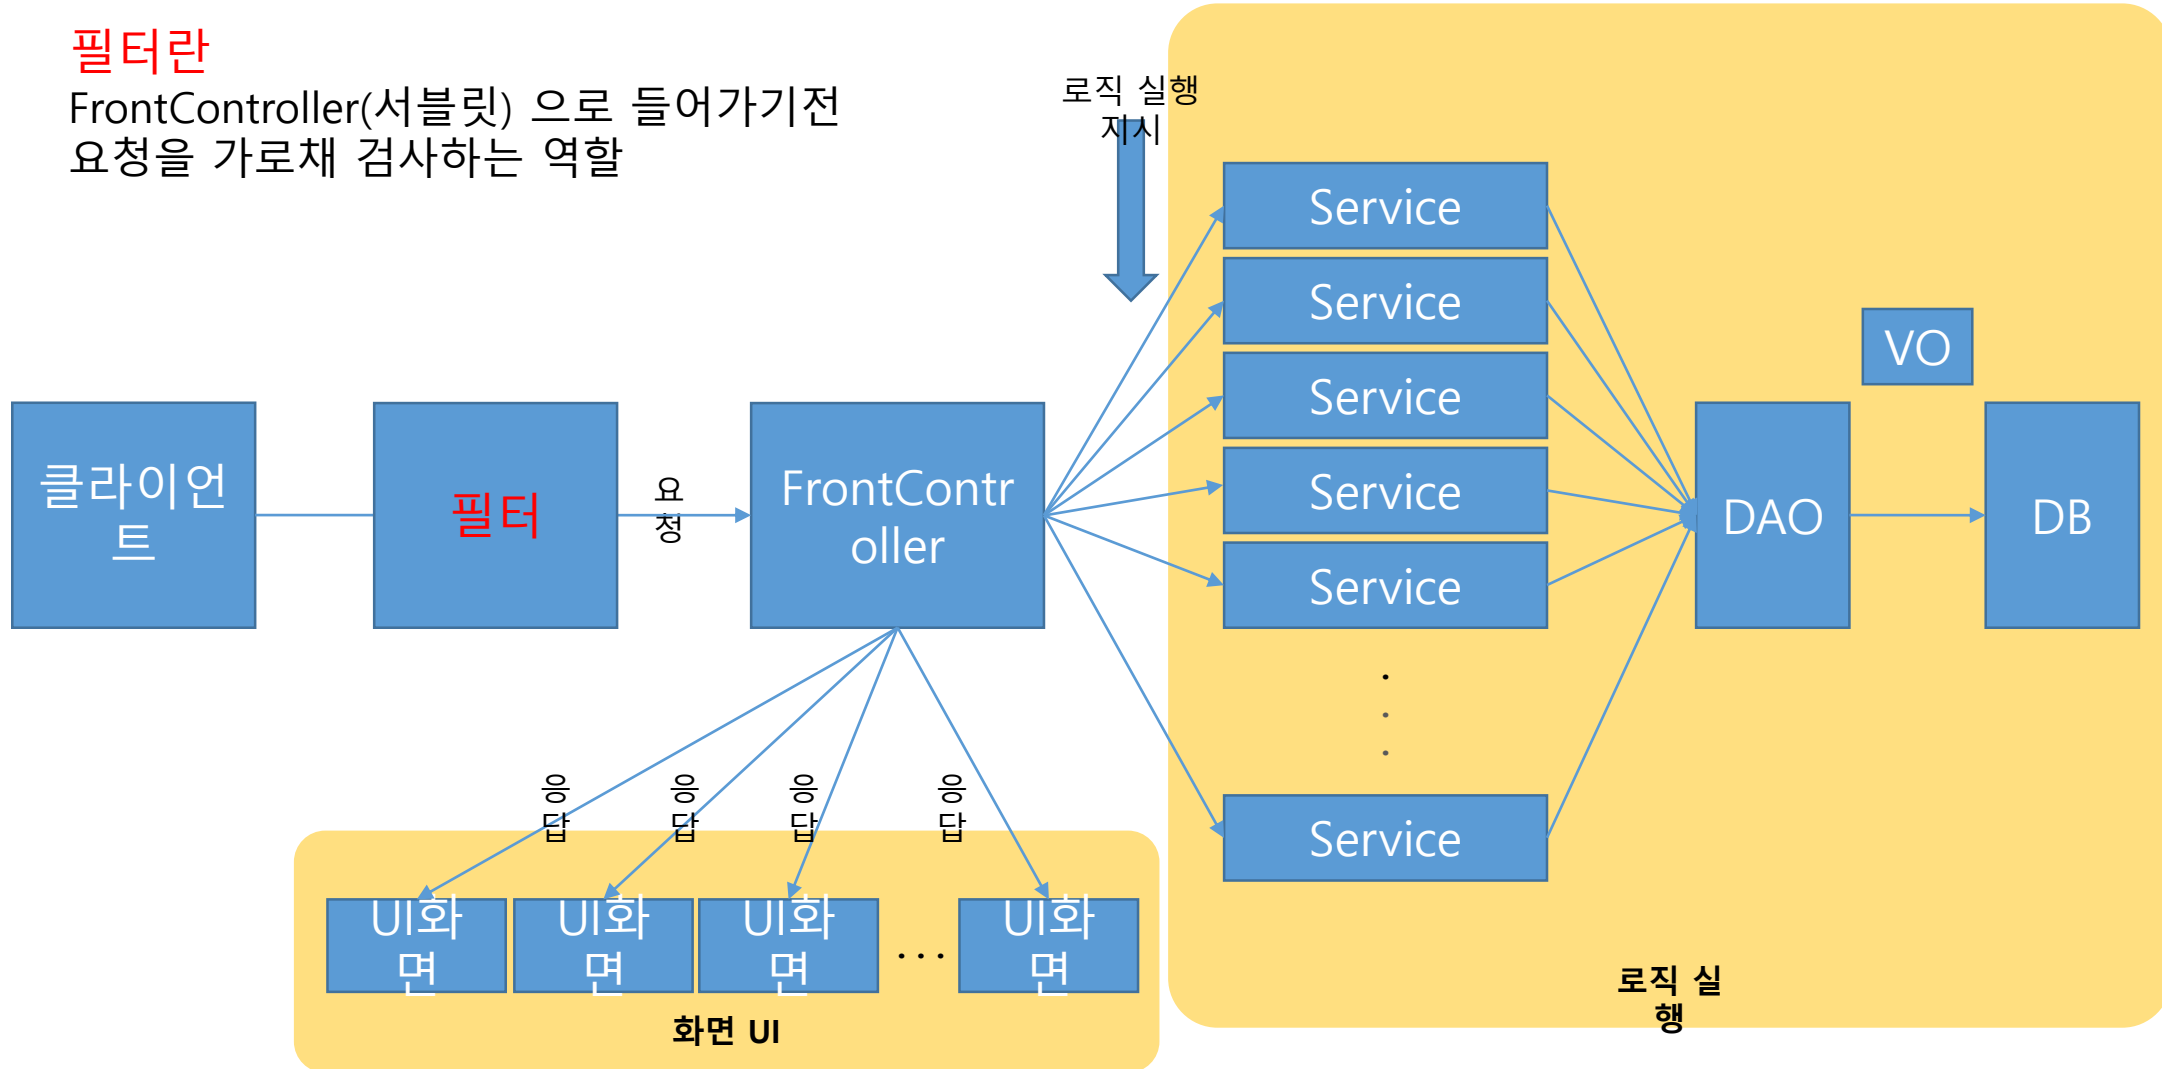 필터란
FrontController(서블릿) 으로 들어가기전
요청을 가로채 검사하는 역할
로직 실행
지시
Service
Service
Service
Service
Service
.
.
.
Service
VO
클라이언
트
필터
요
청
FrontContr
oller
DAO
DB
응
답
응
답
응
답
응
답
UI화
면
UI화
면
UI화
면
...
UI화
면
화면 UI
로직 실
행